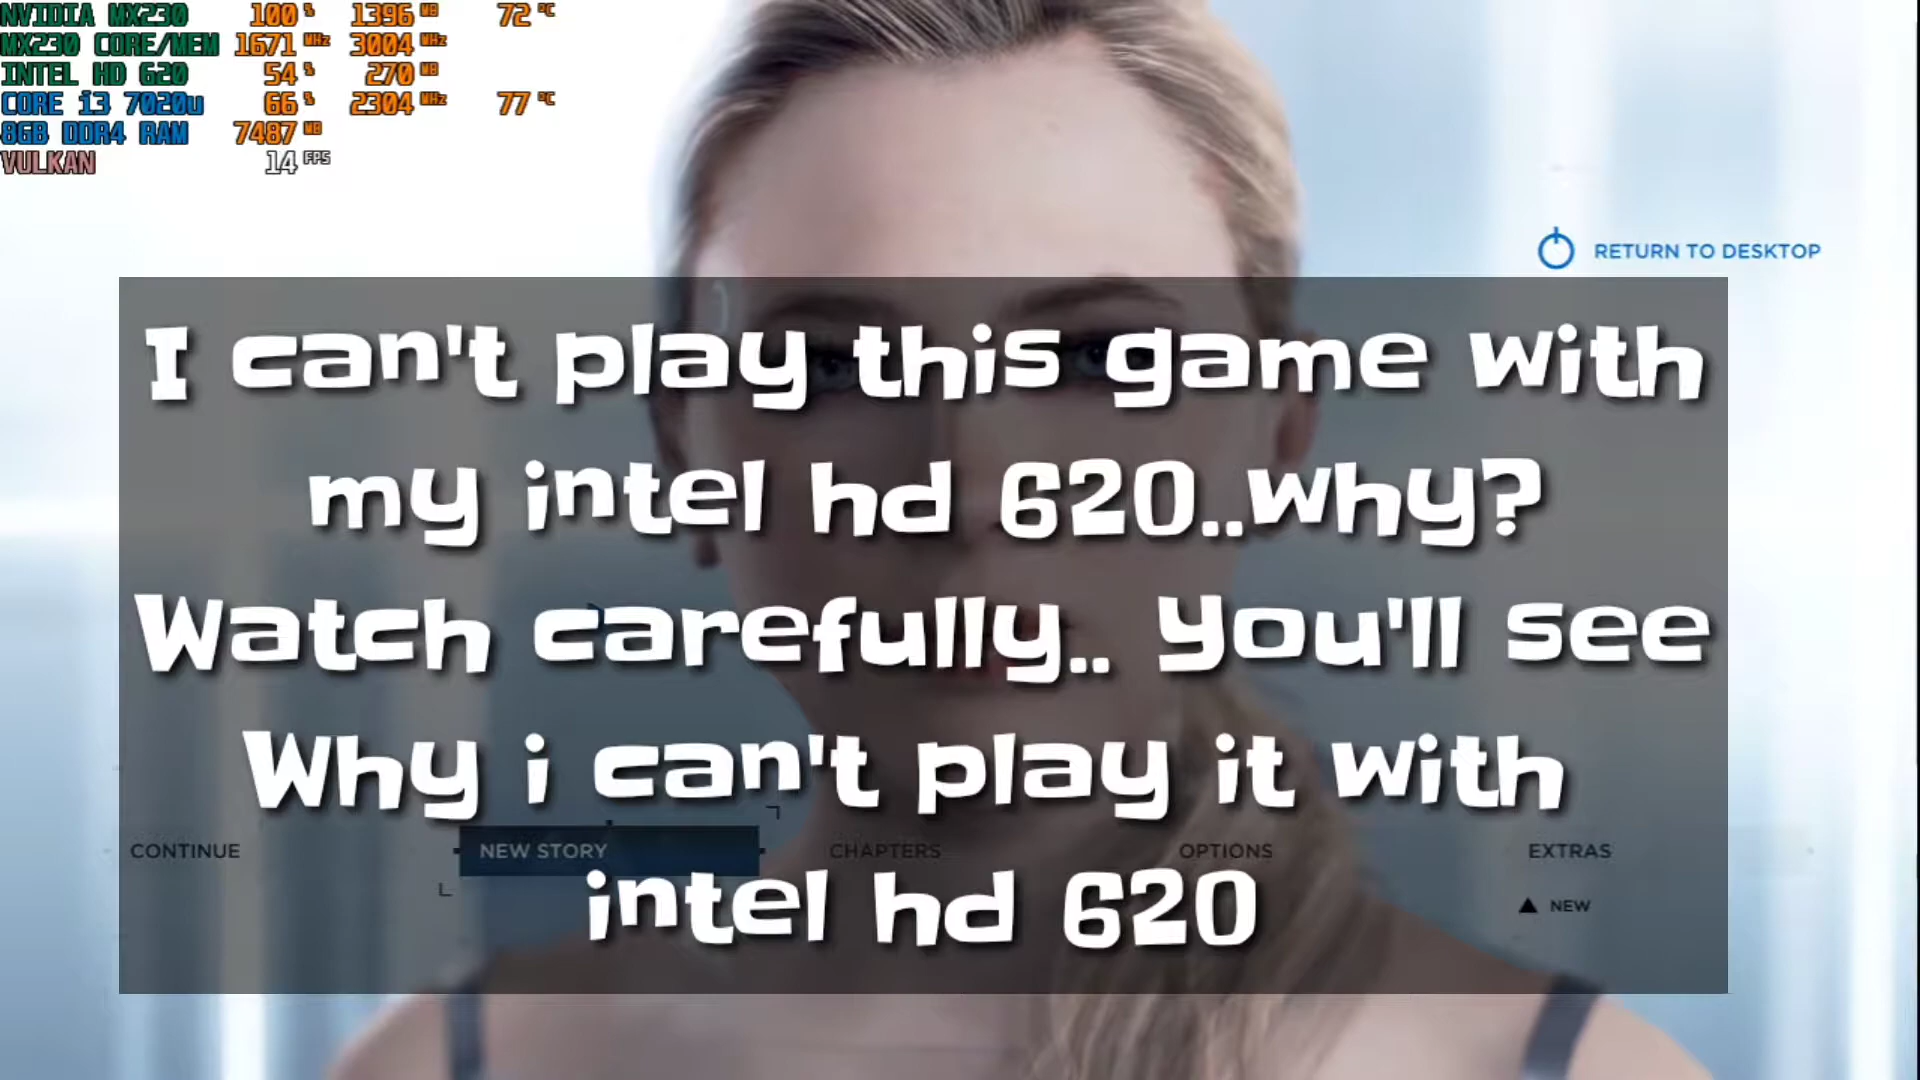 NVIDIA MX230 100 % 1396 MB 72 °C
MX230 CORE/MEM 1671 MHz 3004 MHz
INTEL HD 620 54 % 270 MB
CORE i3 7020u 66 % 2304 MHz 77 °C
8GB DDR4 RAM 7487 MB
VULKAN 14 FPS
RETURN TO DESKTOP
I can't play this game with
my intel hd 620..why?
Watch carefully.. you'll see
Why i can't play it with
intel hd 620
CONTINUE NEW STORY CHAPTERS OPTIONS EXTRAS
NEW